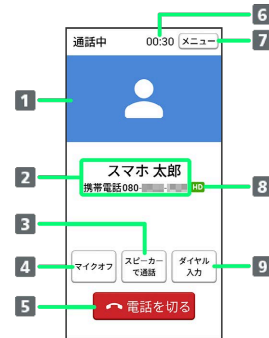 6
通話中 00:30 メニュー 7
1
2 スマホ 太郎
携帯電話080- HD 8
3
4 マイクオフ スピーカー ダイヤル 9
で通話 入力
5 電話を切る